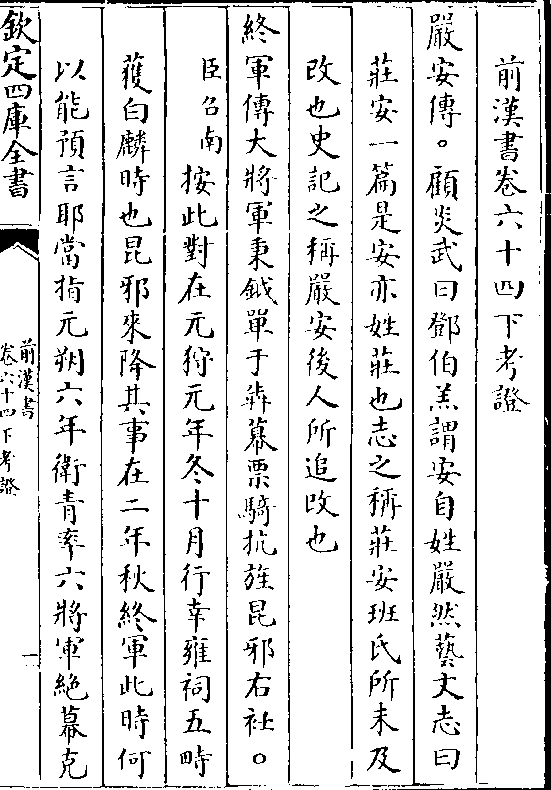 前漢書卷六十四下考證
嚴安傳。顧炎武曰鄧伯羔謂安自姓嚴然藝文志曰
莊安一篇是安亦姓莊也志之稱莊安班氏所未及
改也史記之稱嚴安後人所追改也
終軍傳大將軍秉鉞單于犇幕票騎抗旌昆邪右衽。
臣召南按此對在元狩元年冬十月行幸雍祠五畤
獲白麟時也昆邪來降其事在二年秋終軍此時何
以能預言耶當指元朔六年衛青率六將軍絶幕克
欽定四庫全書
前漢書
卷六十四下考證
一